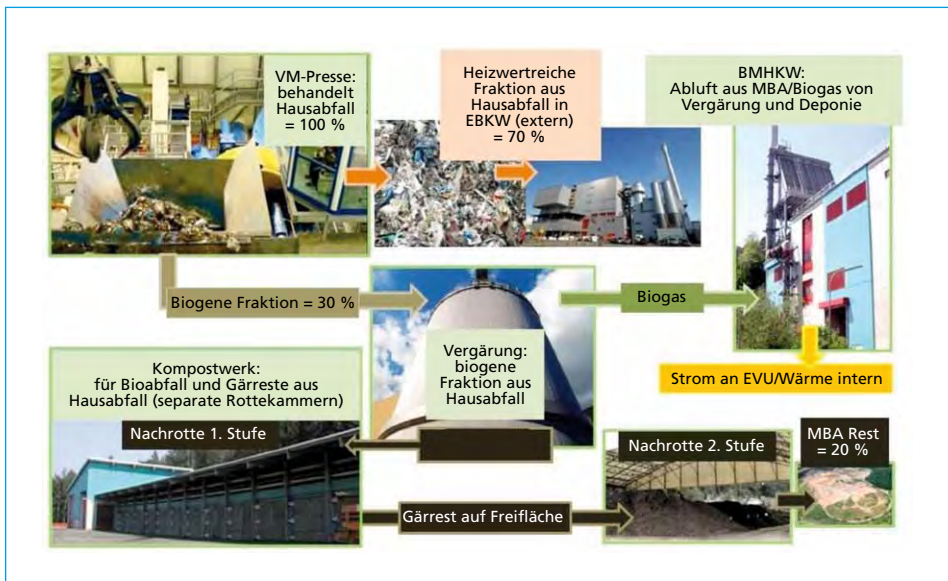 VM-Presse:
behandelt
Hausabfall
= 100 %
Heizwertreiche
Fraktion aus
Hausabfall in
EBKW (extern)
= 70 %
BMHKW:
Abluft aus MBA/Biogas von
Vergärung und Deponie
Biogene Fraktion = 30 %
Biogas
Vergärung:
biogene
Fraktion aus
Hausabfall
Strom an EVU/Wärme intern
Kompostwerk:
für Bioabfall und Gärreste aus
Hausabfall (separate Rottekammern)
Nachrotte 1. Stufe
Nachrotte 2. Stufe
MBA Rest
= 20 %
Gärrest auf Freifläche